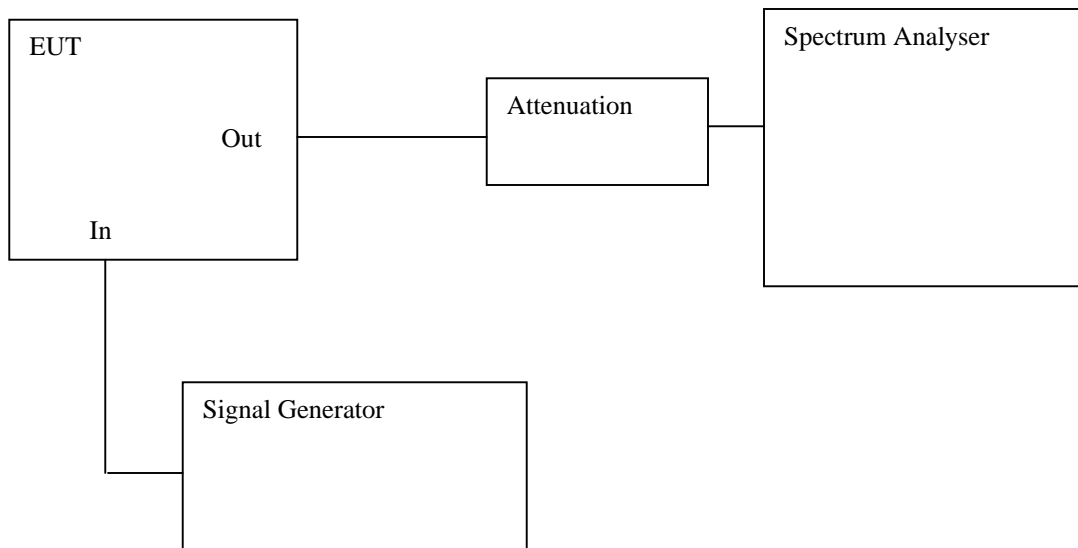 EUT
Spectrum Analyser
Attenuation
Out
In
Signal Generator